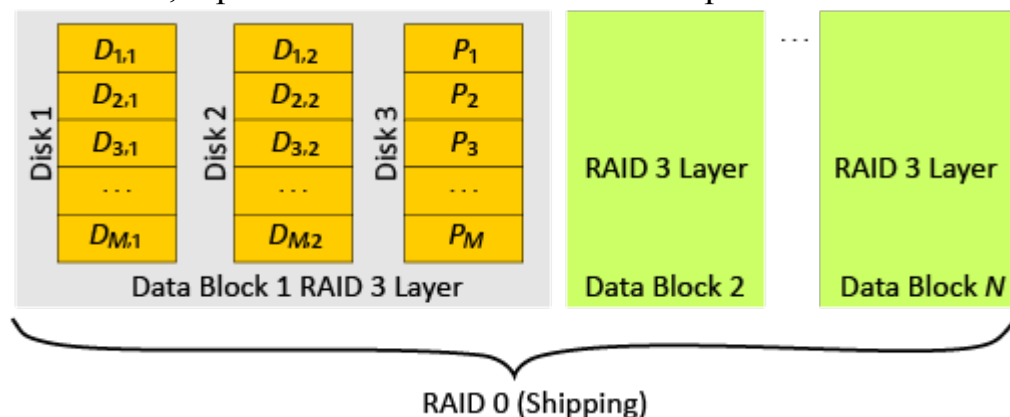 Disk 1
D1,1
D2,1
D3,1
...
DM,1
Disk 2
D1,2
D2,2
D3,2
...
DM,2
Disk 3
P1
P2
P3
...
PM
Data Block 1 RAID 3 Layer
RAID 3 Layer
Data Block 2
...
RAID 3 Layer
Data Block N
RAID 0 (Shipping)